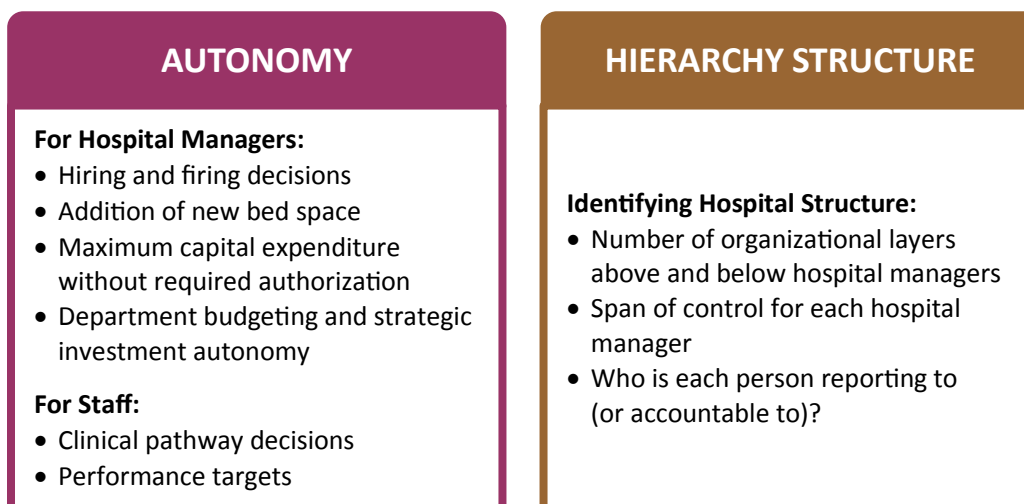 AUTONOMY
For Hospital Managers:
• Hiring and firing decisions
• Addition of new bed space
• Maximum capital expenditure
without required authorization
• Department budgeting and strategic
investment autonomy
For Staff:
• Clinical pathway decisions
• Performance targets
HIERARCHY STRUCTURE
Identifying Hospital Structure:
• Number of organizational layers
above and below hospital managers
• Span of control for each hospital
manager
• Who is each person reporting to
(or accountable to)?